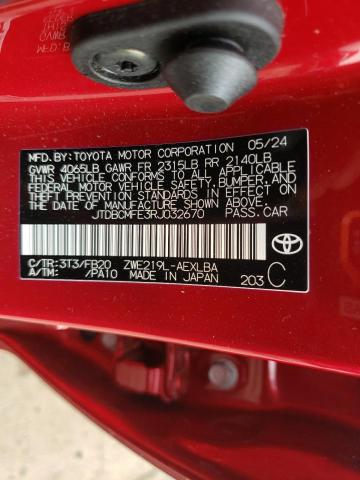 MFD.BY:TOYOTA MOTOR CORPORATION 05/24
GVWR 4065LB GAWR FR 2315LB RR 2140LB
THIS VEHICLE CONFORMS TO ALL APPLICABLE
FEDERAL MOTOR VEHICLE SAFETY, BUMPER, AND
THEFT PREVENTION STANDARDS IN EFFECT ON
THE DATE OF MANUFACTURE SHOWN ABOVE.
JTDBCMFE3RJ032670 PASS.CAR
C/TR:3T3/FB20 ZWE219L-AEXLBA
A/TM: /PA10 MADE IN JAPAN 203 C
TOYOTA